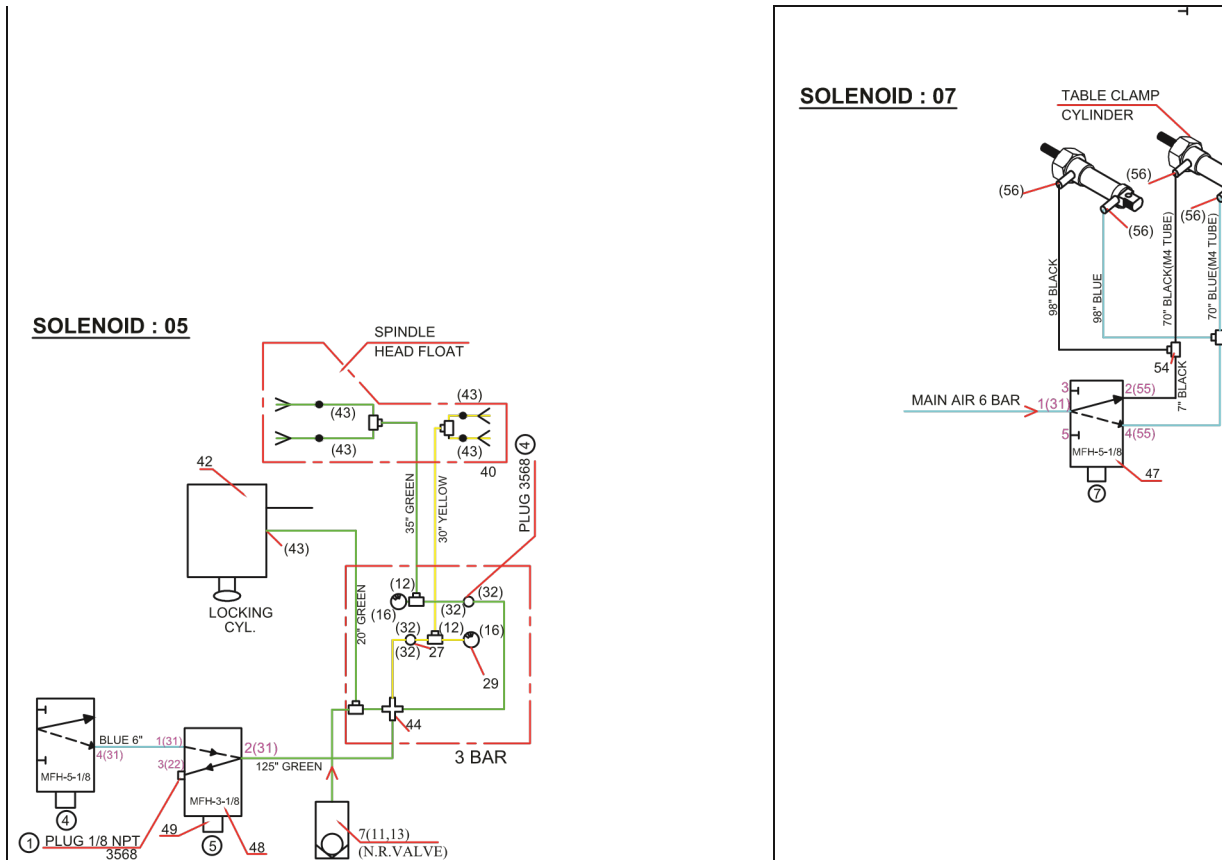 SOLENOID : 05
SPINDLE
HEAD FLOAT
(43)
(43)
(43)
(43)
40
PLUG 3568 4
42
(43)
LOCKING
CYL.
35" GREEN
30" YELLOW
20" GREEN
(12)
(16)
(32)
(32)
(32)
(12)
(16)
(32)
27
29
44
3 BAR
BLUE 6"
4(31)
1(31)
3(22)
2(31)
125" GREEN
MFH-5-1/8
MFH-3-1/8
4
5
49
48
1 PLUG 1/8 NPT
3568
7(11,13)
(N.R.VALVE)
SOLENOID : 07
TABLE CLAMP
CYLINDER
(56)
(56)
(56)
(56)
98" BLACK
98" BLUE
70" BLACK(M4 TUBE)
70" BLUE(M4 TUBE)
54
7" BLACK
MAIN AIR 6 BAR
3
1(31)
5
2(55)
4(55)
MFH-5-1/8
47
7